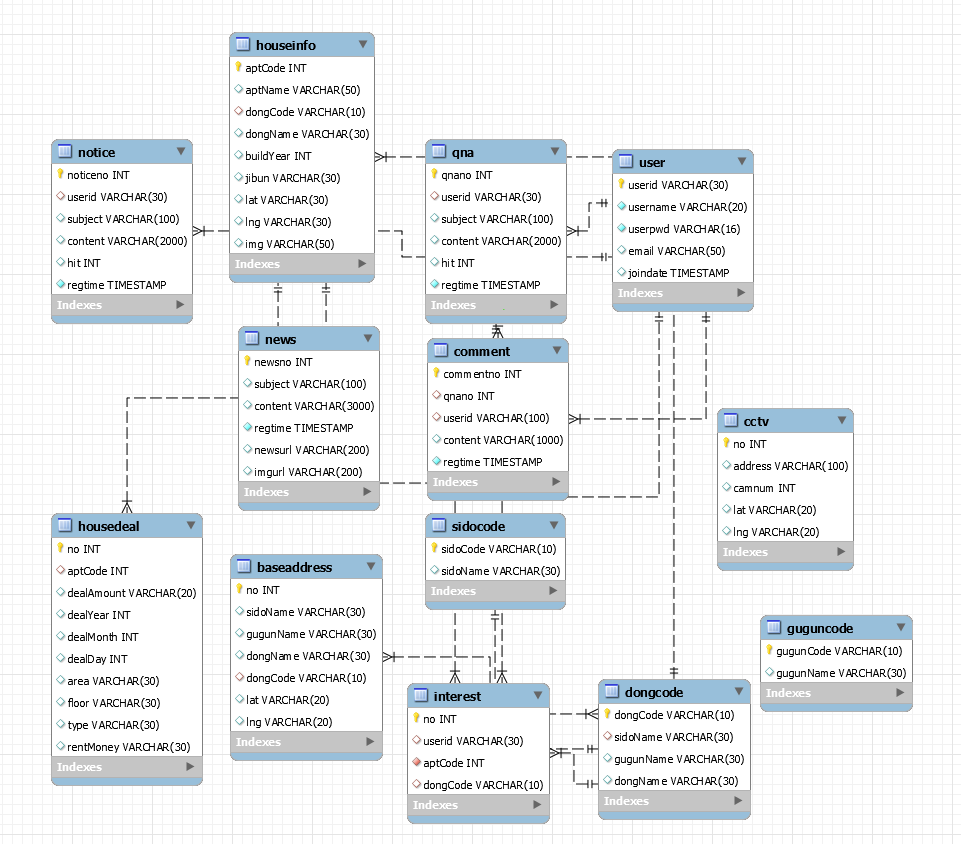 houseinfo
aptCode INT
aptName VARCHAR(50)
dongCode VARCHAR(10)
dongName VARCHAR(30)
buildYear INT
jibun VARCHAR(30)
lat VARCHAR(30)
lng VARCHAR(30)
img VARCHAR(50)
Indexes
notice
noticeno INT
userid VARCHAR(30)
subject VARCHAR(100)
content VARCHAR(2000)
hit INT
regtime TIMESTAMP
Indexes
qna
qnano INT
userid VARCHAR(30)
subject VARCHAR(100)
content VARCHAR(2000)
hit INT
regtime TIMESTAMP
Indexes
user
userid VARCHAR(30)
username VARCHAR(20)
userpwd VARCHAR(16)
email VARCHAR(50)
joindate TIMESTAMP
Indexes
news
newsno INT
subject VARCHAR(100)
content VARCHAR(3000)
regtime TIMESTAMP
newsurl VARCHAR(200)
imgurl VARCHAR(200)
Indexes
comment
commentno INT
qnano INT
userid VARCHAR(100)
content VARCHAR(1000)
regtime TIMESTAMP
Indexes
cctv
no INT
address VARCHAR(100)
camnum INT
lat VARCHAR(20)
lng VARCHAR(20)
Indexes
housedeal
no INT
aptCode INT
dealAmount VARCHAR(20)
dealYear INT
dealMonth INT
dealDay INT
area VARCHAR(30)
floor VARCHAR(30)
type VARCHAR(30)
rentMoney VARCHAR(30)
Indexes
baseaddress
no INT
sidoName VARCHAR(30)
gugunName VARCHAR(30)
dongName VARCHAR(30)
dongCode VARCHAR(10)
lat VARCHAR(20)
lng VARCHAR(20)
Indexes
sidocode
sidoCode VARCHAR(10)
sidoName VARCHAR(30)
Indexes
guguncode
gugunCode VARCHAR(10)
gugunName VARCHAR(30)
Indexes
interest
no INT
userid VARCHAR(30)
aptCode INT
dongCode VARCHAR(10)
Indexes
dongcode
dongCode VARCHAR(10)
sidoName VARCHAR(30)
gugunName VARCHAR(30)
dongName VARCHAR(30)
Indexes